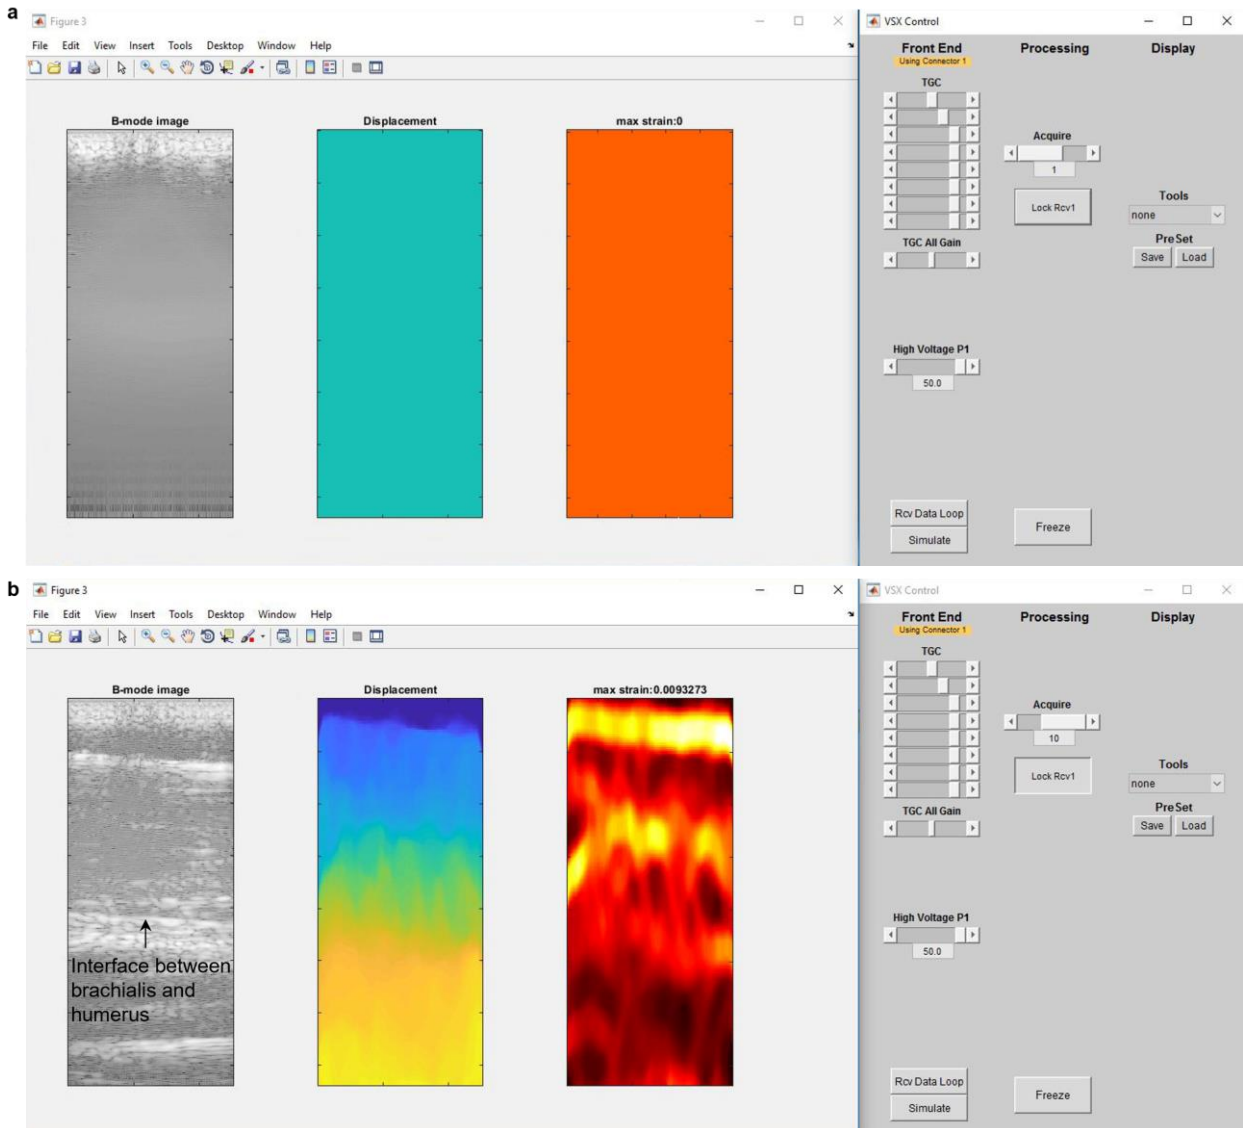 a
Figure 3
File Edit View Insert Tools Desktop Window Help
B-mode image
Displacement
max strain:0
VSX Control
Front End
Processing
Display
Using Connector 1
TGC
Acquire
1
Lock Rcv1
Tools
none
PreSet
Save
Load
TGC All Gain
High Voltage P1
50.0
Rcv Data Loop
Simulate
Freeze
b
Figure 3
File Edit View Insert Tools Desktop Window Help
B-mode image
Displacement
max strain:0.0093273
Interface between
brachialis and
humerus
VSX Control
Front End
Processing
Display
Using Connector 1
TGC
Acquire
10
Lock Rcv1
Tools
none
PreSet
Save
Load
TGC All Gain
High Voltage P1
50.0
Rcv Data Loop
Simulate
Freeze